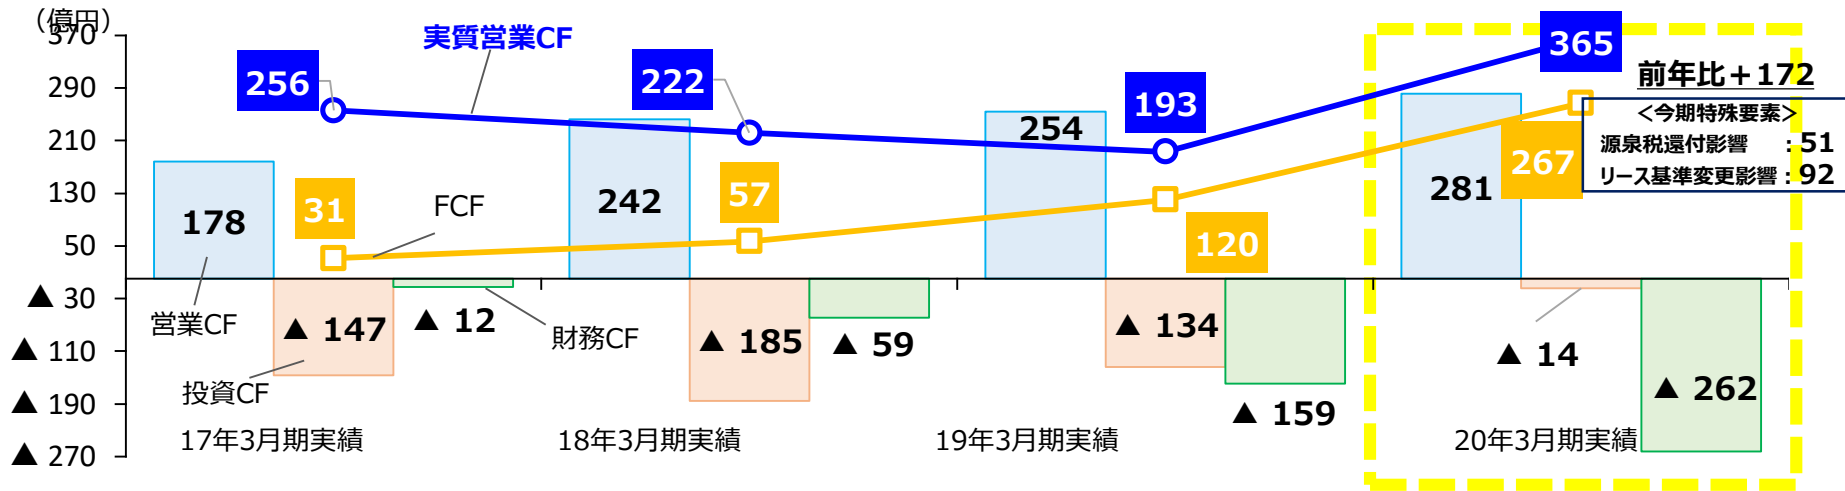 （億円）
370
290
210
130
50
▲ 30
▲ 110
▲ 190
▲ 270
実質営業CF
256
222
193
365
前年比＋172
＜今期特殊要素＞
源泉税還付影響　：51
リース基準変更影響：92
178
31
FCF
242
57
254
120
281
267
営業CF
▲ 147
▲ 12
財務CF
投資CF
▲ 185
▲ 59
▲ 134
▲ 159
▲ 14
▲ 262
17年3月期実績
18年3月期実績
19年3月期実績
20年3月期実績